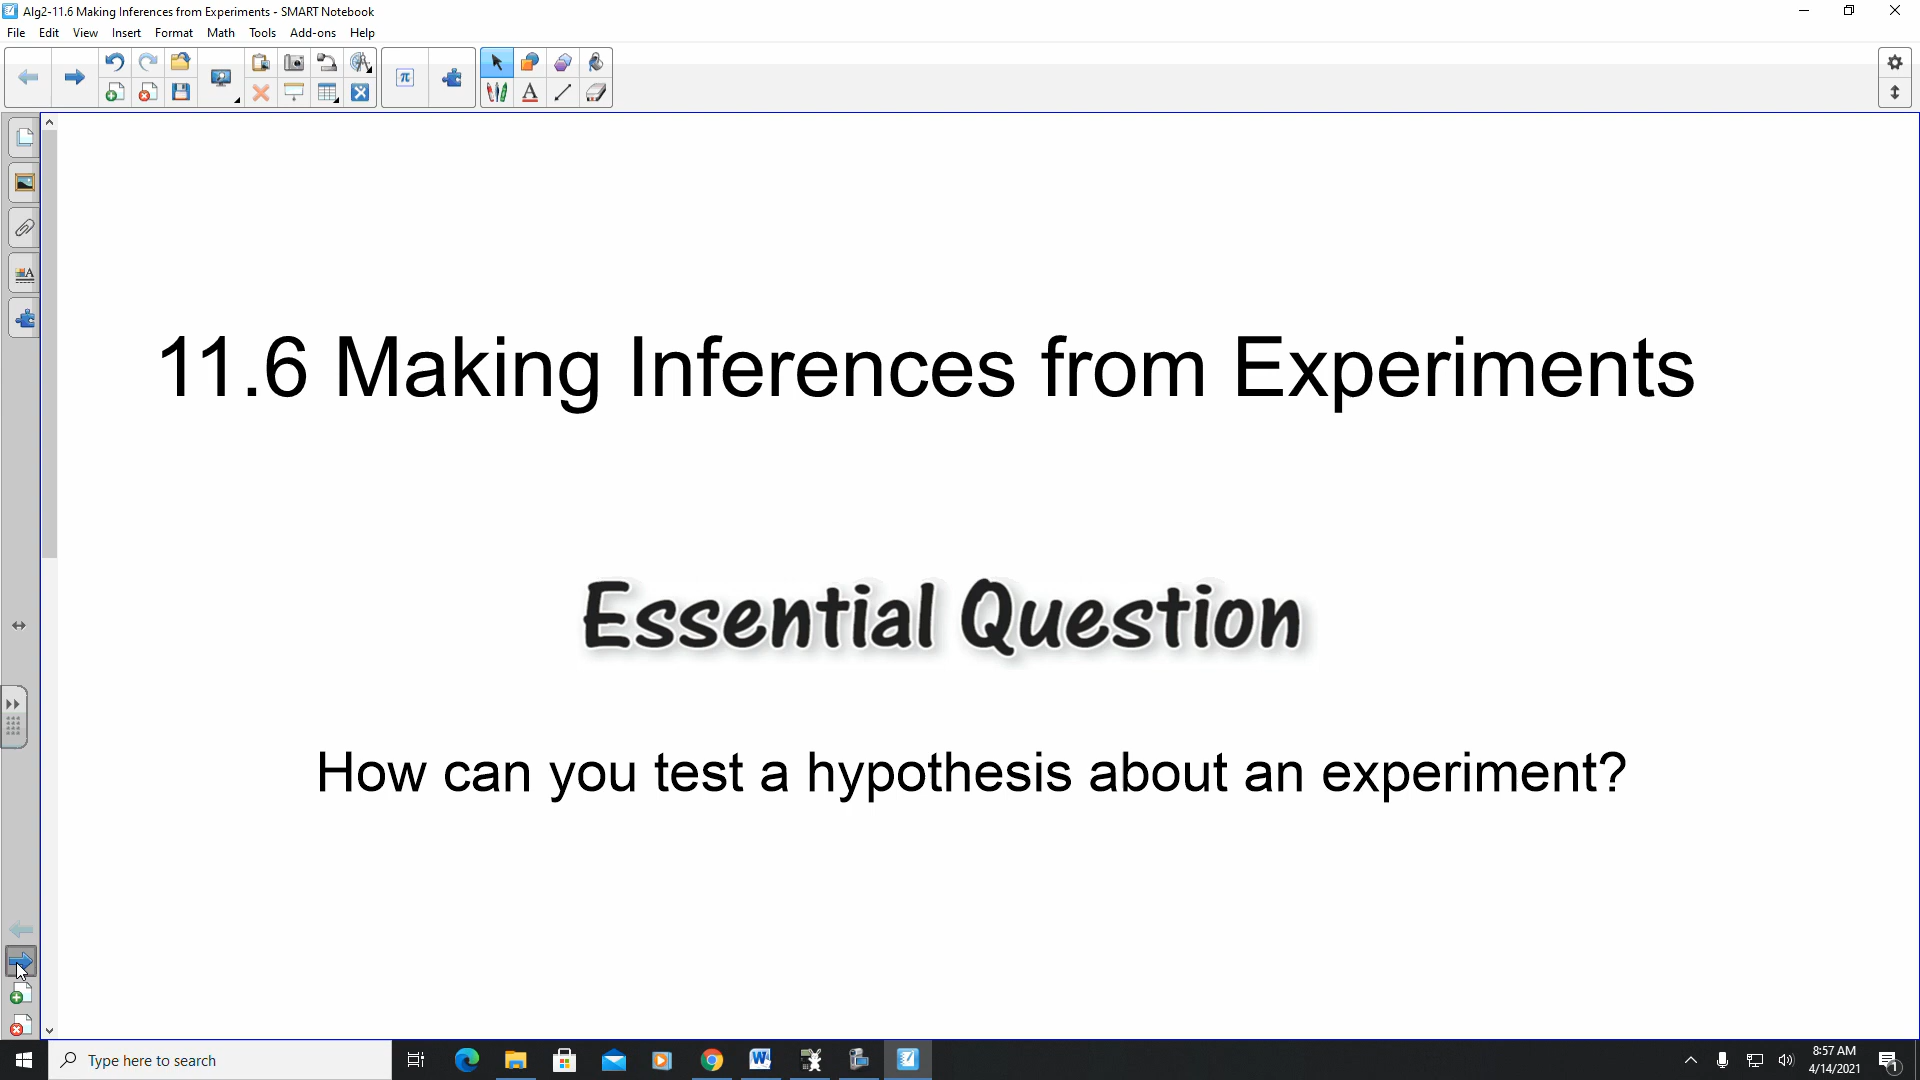 Alg2-11.6 Making Inferences from Experiments - SMART Notebook
File Edit View Insert Format Math Tools Add-ons Help
π
A
11.6 Making Inferences from Experiments
Essential Question
How can you test a hypothesis about an experiment?
Type here to search
8:57 AM
4/14/2021
1